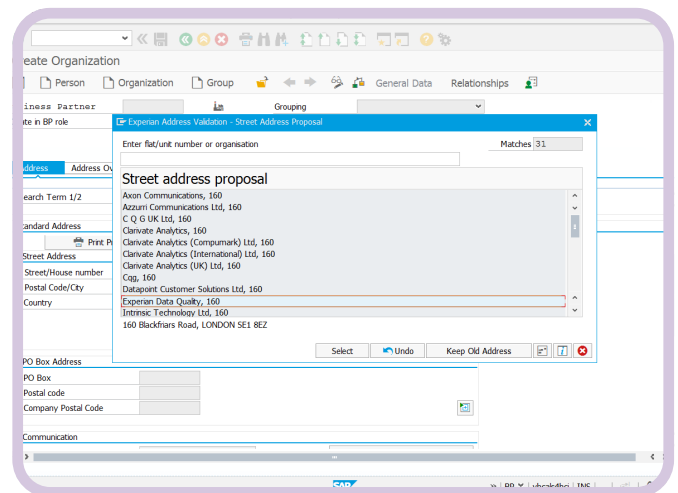 reate Organization
Person Organization Group General Data Relationships
iness Partner Grouping
ate in BP role
Experian Address Validation - Street Address Proposal
Enter flat/unit number or organisation Matches 31
Address Address Ov
Street address proposal
earch Term 1/2
Axon Communications, 160
Azzurri Communications Ltd, 160
C Q G UK Ltd, 160
Clarivate Analytics, 160
Clarivate Analytics (Compumark) Ltd, 160
Clarivate Analytics (International) Ltd, 160
Clarivate Analytics (UK) Ltd, 160
Cqg, 160
Datapoint Customer Solutions Ltd, 160
Experian Data Quality, 160
Intrinsic Technology Ltd, 160
160 Blackfriars Road, LONDON SE1 8EZ
tandard Address
Print P
Street Address
Street/House number
Postal Code/City
Country
Select Undo Keep Old Address
PO Box Address
PO Box
Postal code
Company Postal Code
Communication
SAP
BP INS